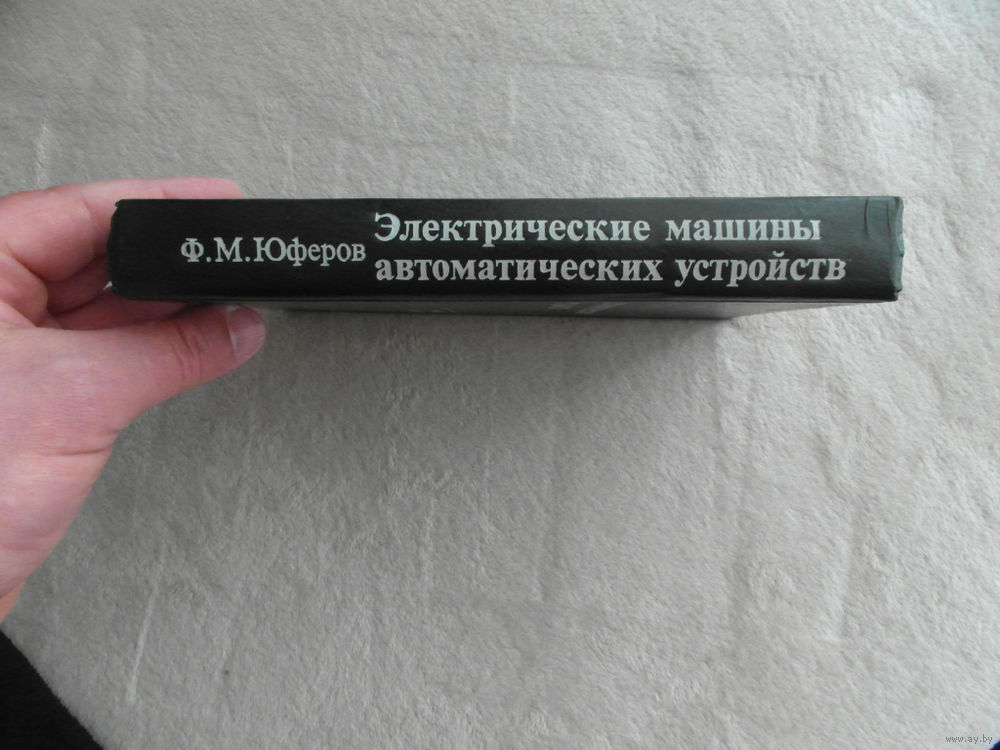 Ф.М.Юферов
Электрические машины
автоматических устройств
www.ay.by